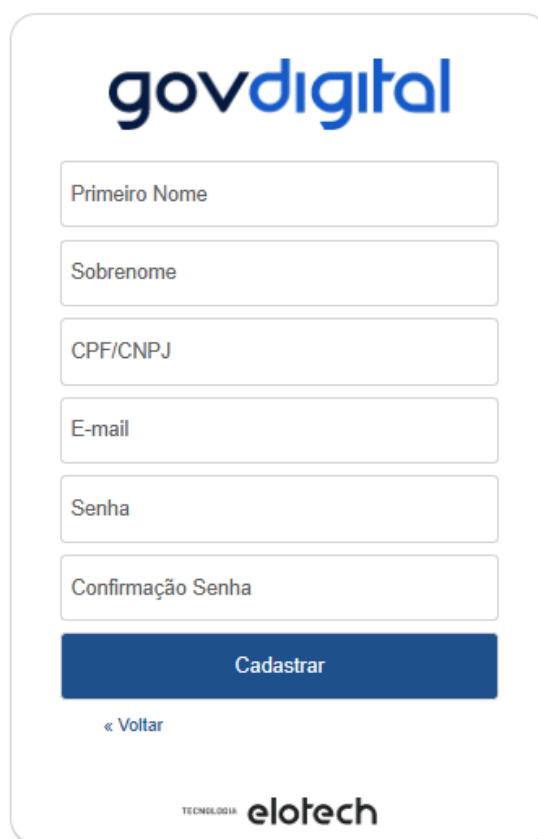 govdigital
Primeiro Nome
Sobrenome
CPF/CNPJ
E-mail
Senha
Confirmação Senha
Cadastrar
« Voltar
TECNOLOGIA elotech